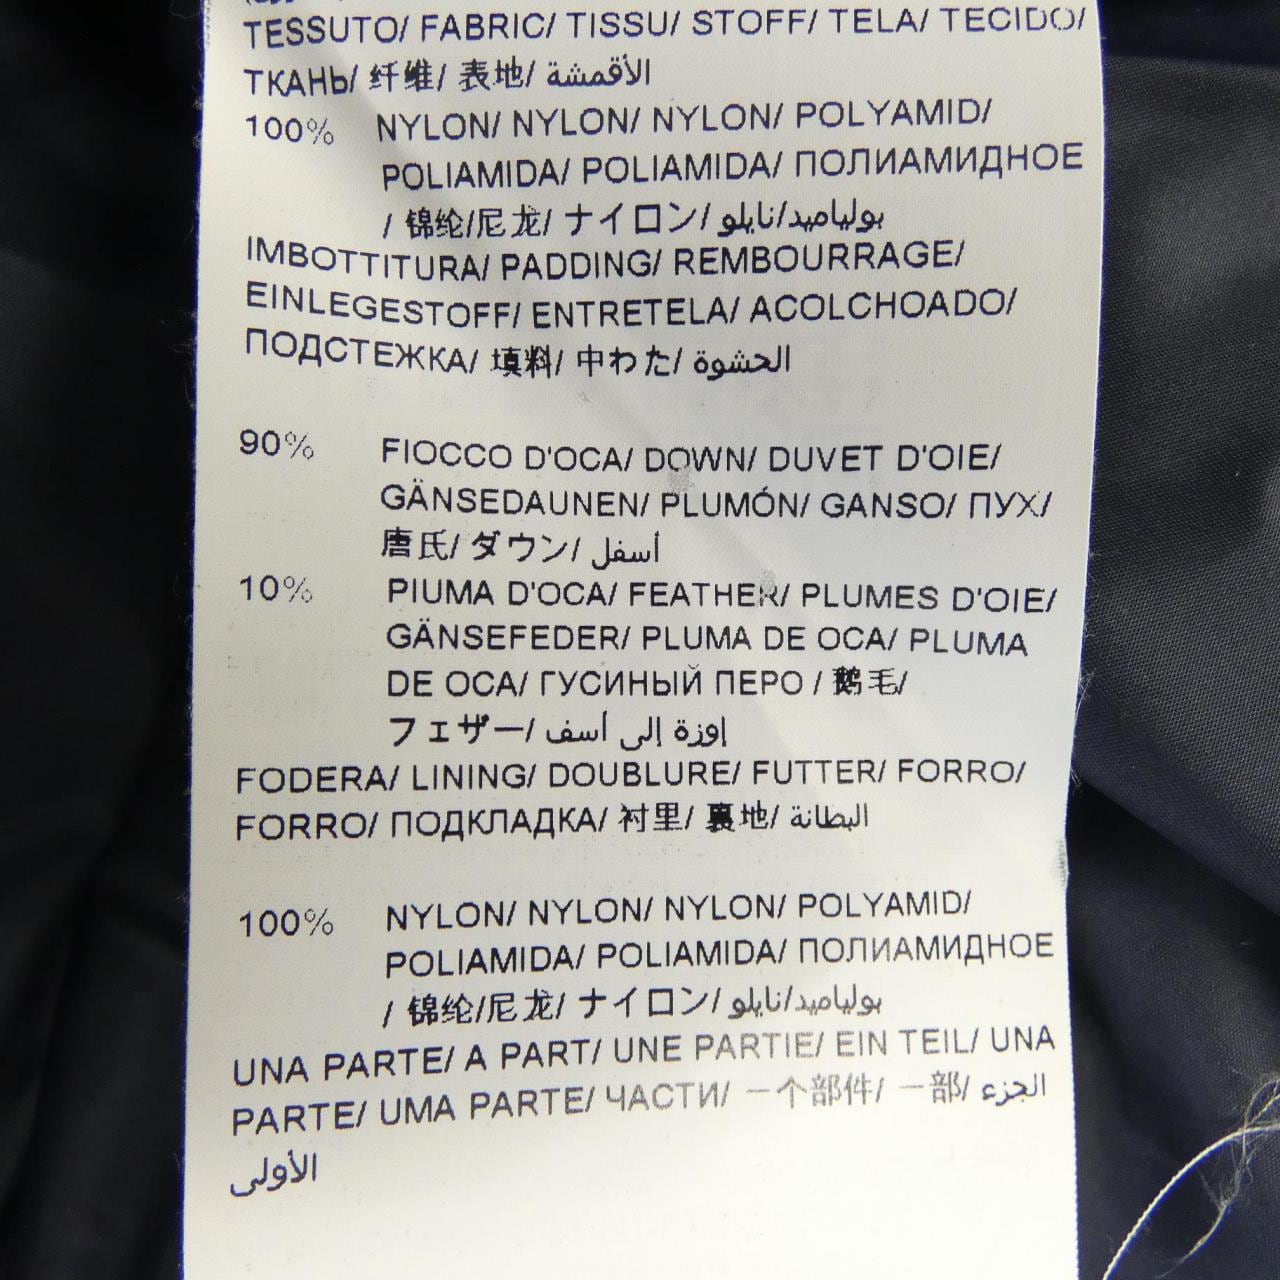 TESSUTO/ FABRIC/ TISSU/ STOFF/ TELA/ TECIDO/
ТКАНЬ/ 纤维/ 表地/ الأقمشة
100% NYLON/ NYLON/ NYLON/ POLYAMID/
POLIAMIDA/ POLIAMIDA/ ПОЛИАМИДНОЕ
/ 锦纶/尼龙/ ナイロン/ بولياميد/نايلو
IMBOTTITURA/ PADDING/ REMBOURRAGE/
EINLEGESTOFF/ ENTRETELA/ ACOLCHOADO/
ПОДСТЕЖКА/ 填料/ 中わた/ الحشوة
90% FIOCCO D'OCA/ DOWN/ DUVET D'OIE/
GÄNSEDAUNEN/ PLUMÓN/ GANSO/ ПУХ/
唐氏/ ダウン/ أسفل
10% PIUMA D'OCA/ FEATHER/ PLUMES D'OIE/
GÄNSEFEDER/ PLUMA DE OCA/ PLUMA
DE OCA/ ГУСИНЫЙ ПЕРО / 鹅毛/
フェザー/ إوزة إلى أسف
FODERA/ LINING/ DOUBLURE/ FUTTER/ FORRO/
FORRO/ ПОДКЛАДКА/ 衬里/ 裏地/ البطانة
100% NYLON/ NYLON/ NYLON/ POLYAMID/
POLIAMIDA/ POLIAMIDA/ ПОЛИАМИДНОЕ
/ 锦纶/尼龙/ ナイロン/ بولياميد/نايلو
UNA PARTE/ A PART/ UNE PARTIE/ EIN TEIL/ UNA
PARTE/ UMA PARTE/ ЧАСТИ/ 一个部件/ 一部/ الجزء
الأولى